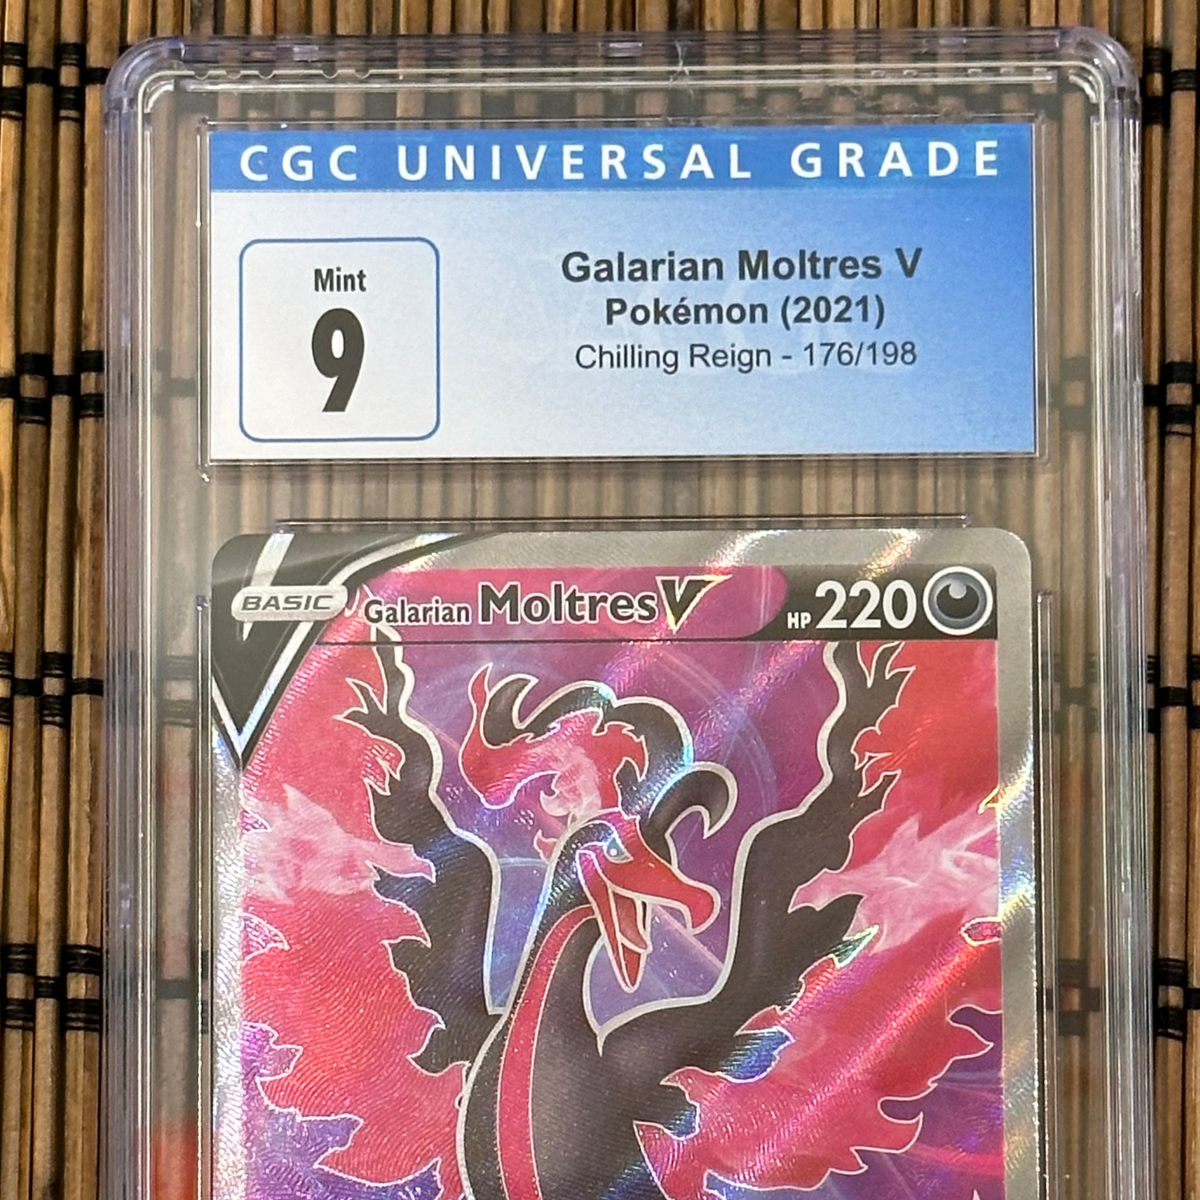 CGC UNIVERSAL GRADE
Mint
9
Galarian Moltres V
Pokémon (2021)
Chilling Reign - 176/198
BASIC Galarian Moltres V HP 220